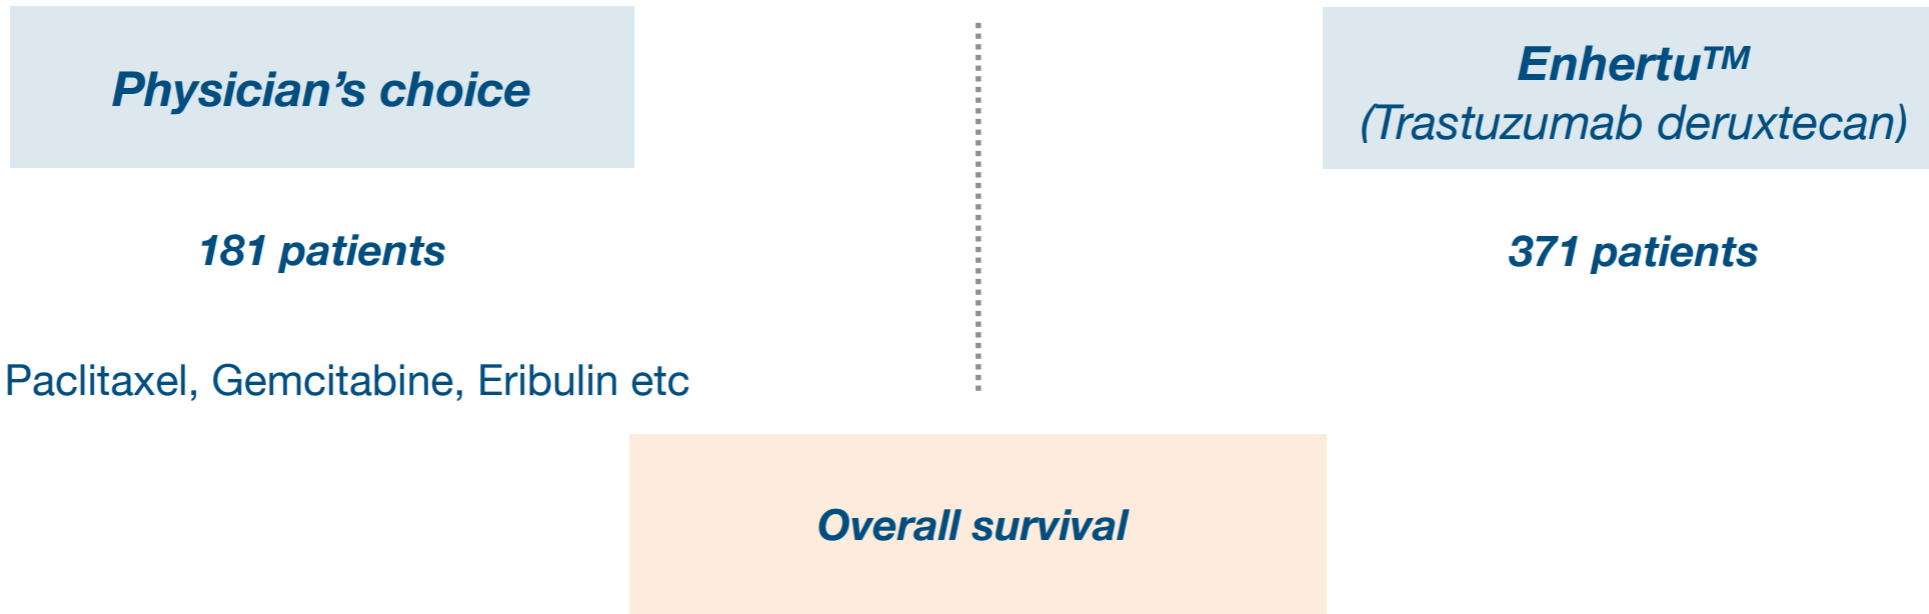 Physician’s choice
181 patients
Paclitaxel, Gemcitabine, Eribulin etc
Enhertu™
(Trastuzumab deruxtecan)
371 patients
Overall survival